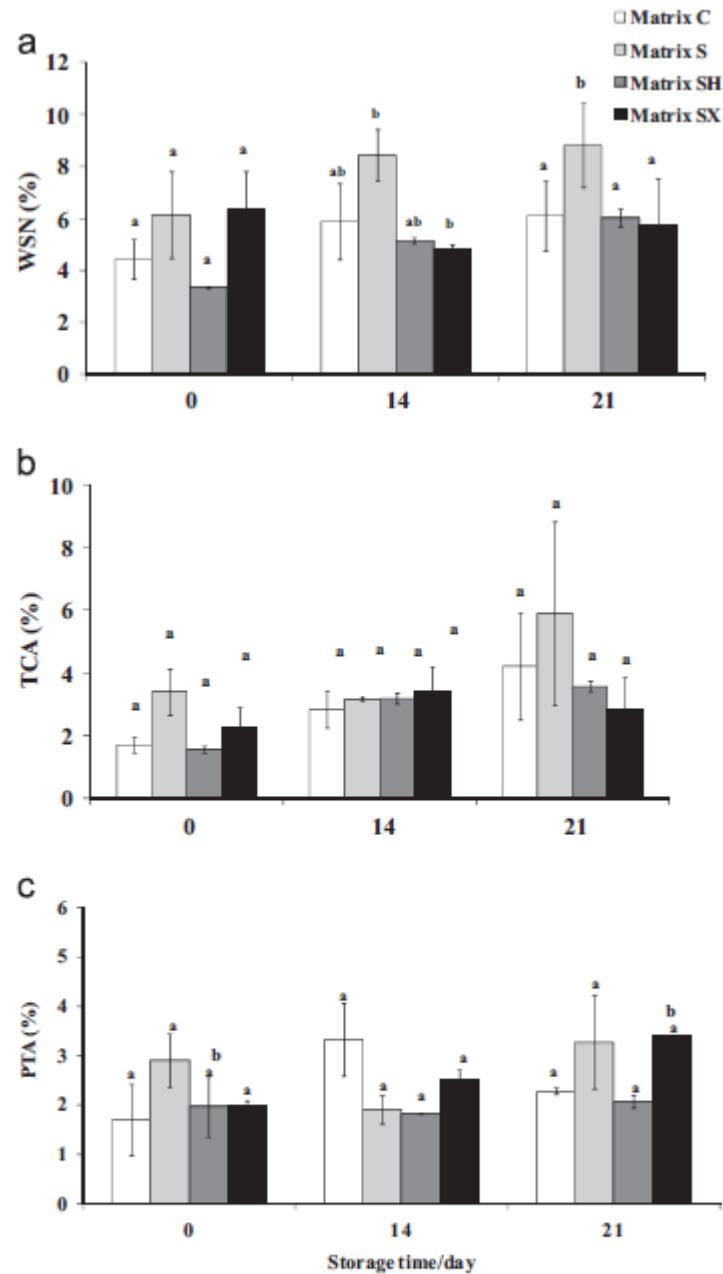 Matrix C
Matrix S
Matrix SH
Matrix SX
a
WSN (%)
12
10
8
6
4
2
0
a
a
a
a
ab
b
ab
b
a
b
a
a
0
14
21
b
TCA (%)
10
8
6
4
2
0
a
a
a
a
a
a
a
a
a
a
a
a
0
14
21
c
PTA (%)
6
5
4
3
2
1
0
a
a
b
a
a
a
a
a
a
a
a
a
b
a
0
14
21
Storage time/day